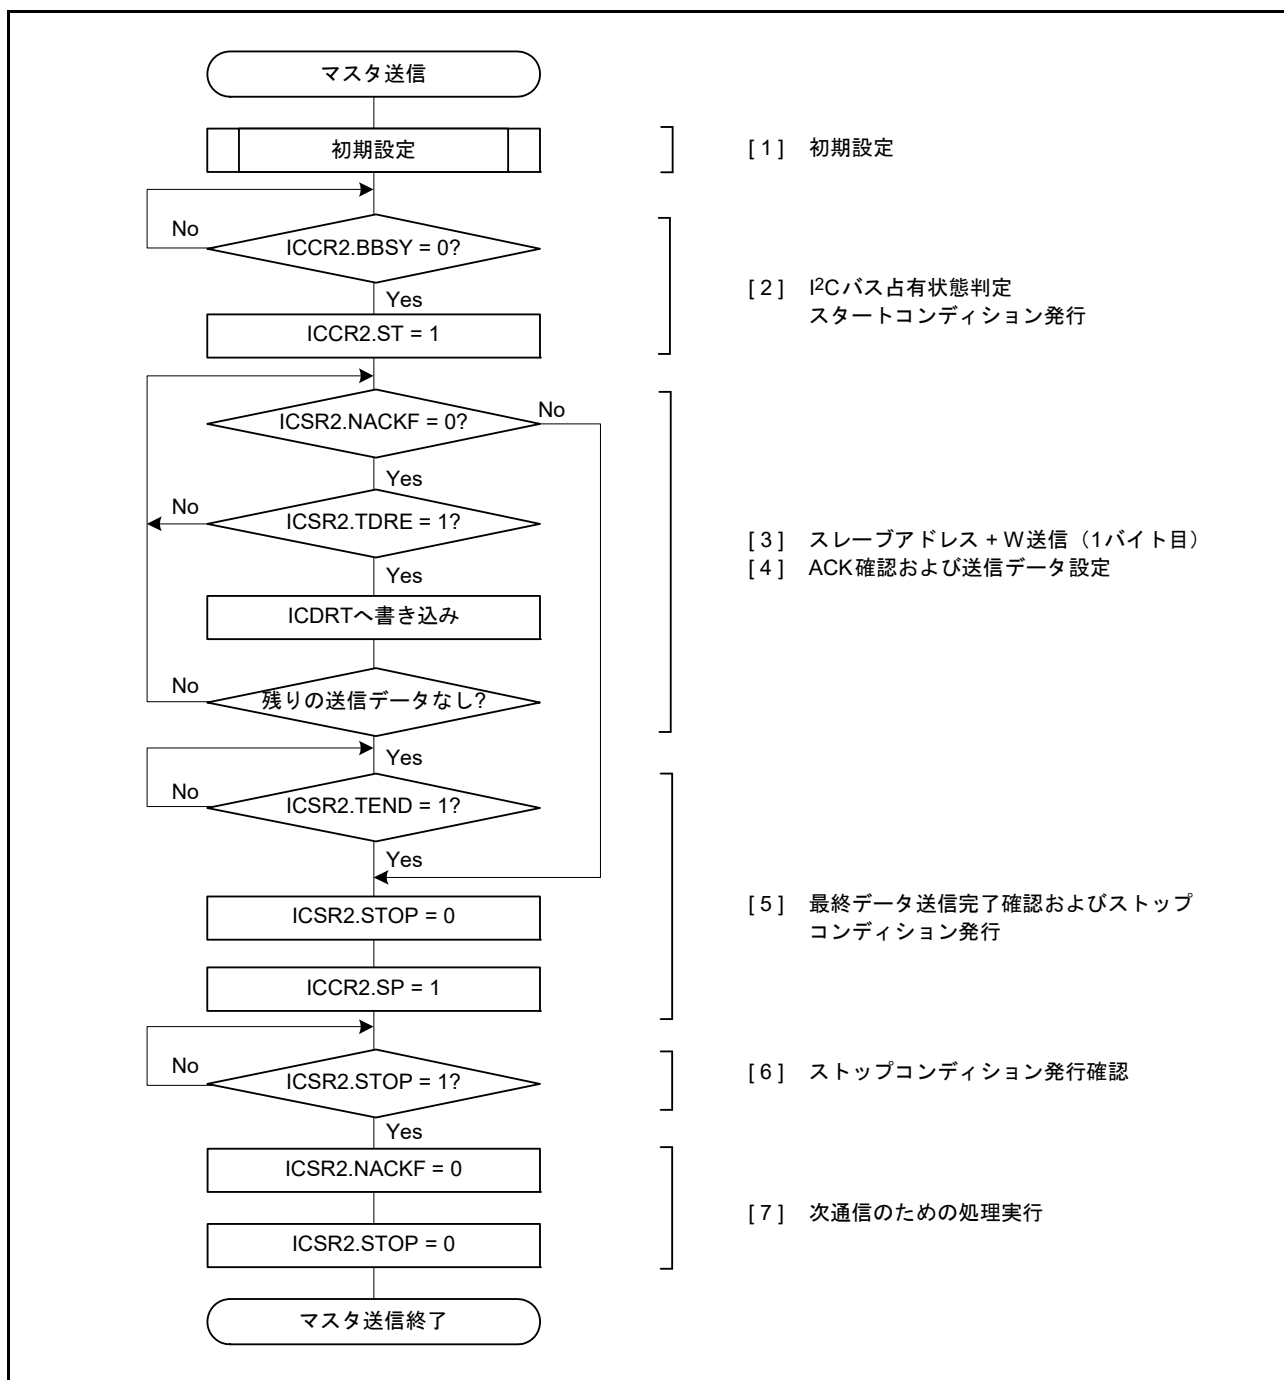 マスタ送信
初期設定
[ 1 ] 初期設定
No
ICCR2.BBSY = 0?
Yes
ICCR2.ST = 1
[ 2 ] I2Cバス占有状態判定
スタートコンディション発行
ICSR2.NACKF = 0?
No
Yes
No
ICSR2.TDRE = 1?
Yes
ICDRTへ書き込み
No
残りの送信データなし?
Yes
[ 3 ] スレーブアドレス + W送信（1バイト目）
[ 4 ] ACK確認および送信データ設定
No
ICSR2.TEND = 1?
Yes
ICSR2.STOP = 0
ICCR2.SP = 1
[ 5 ] 最終データ送信完了確認およびストップ
コンディション発行
No
ICSR2.STOP = 1?
Yes
[ 6 ] ストップコンディション発行確認
ICSR2.NACKF = 0
ICSR2.STOP = 0
[ 7 ] 次通信のための処理実行
マスタ送信終了